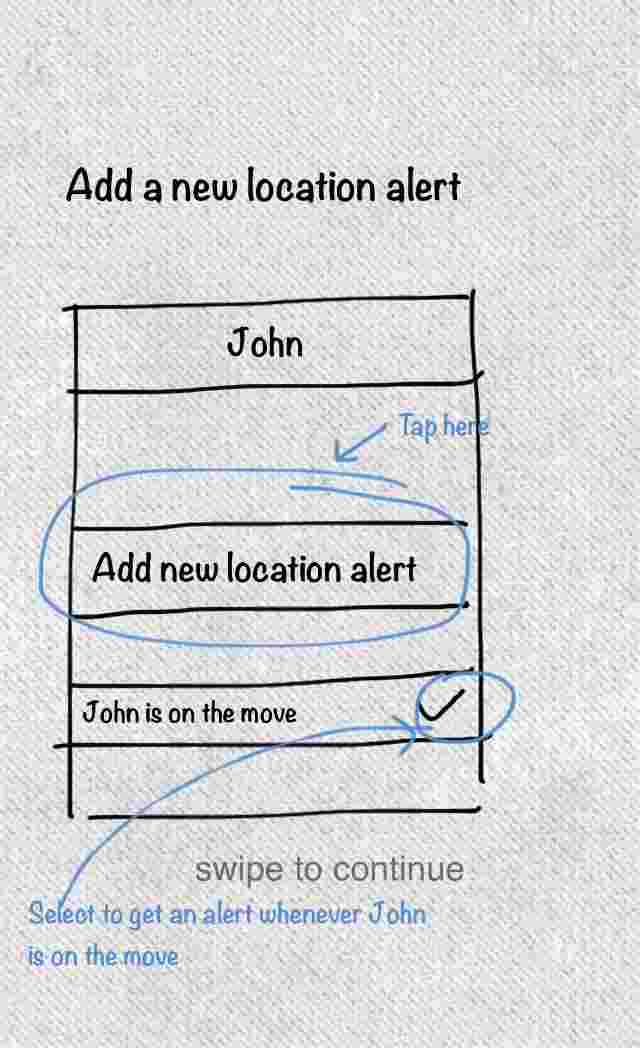 Add a new location alert
John
Tap here
Add new location alert
John is on the move
swipe to continue
Select to get an alert whenever John
is on the move